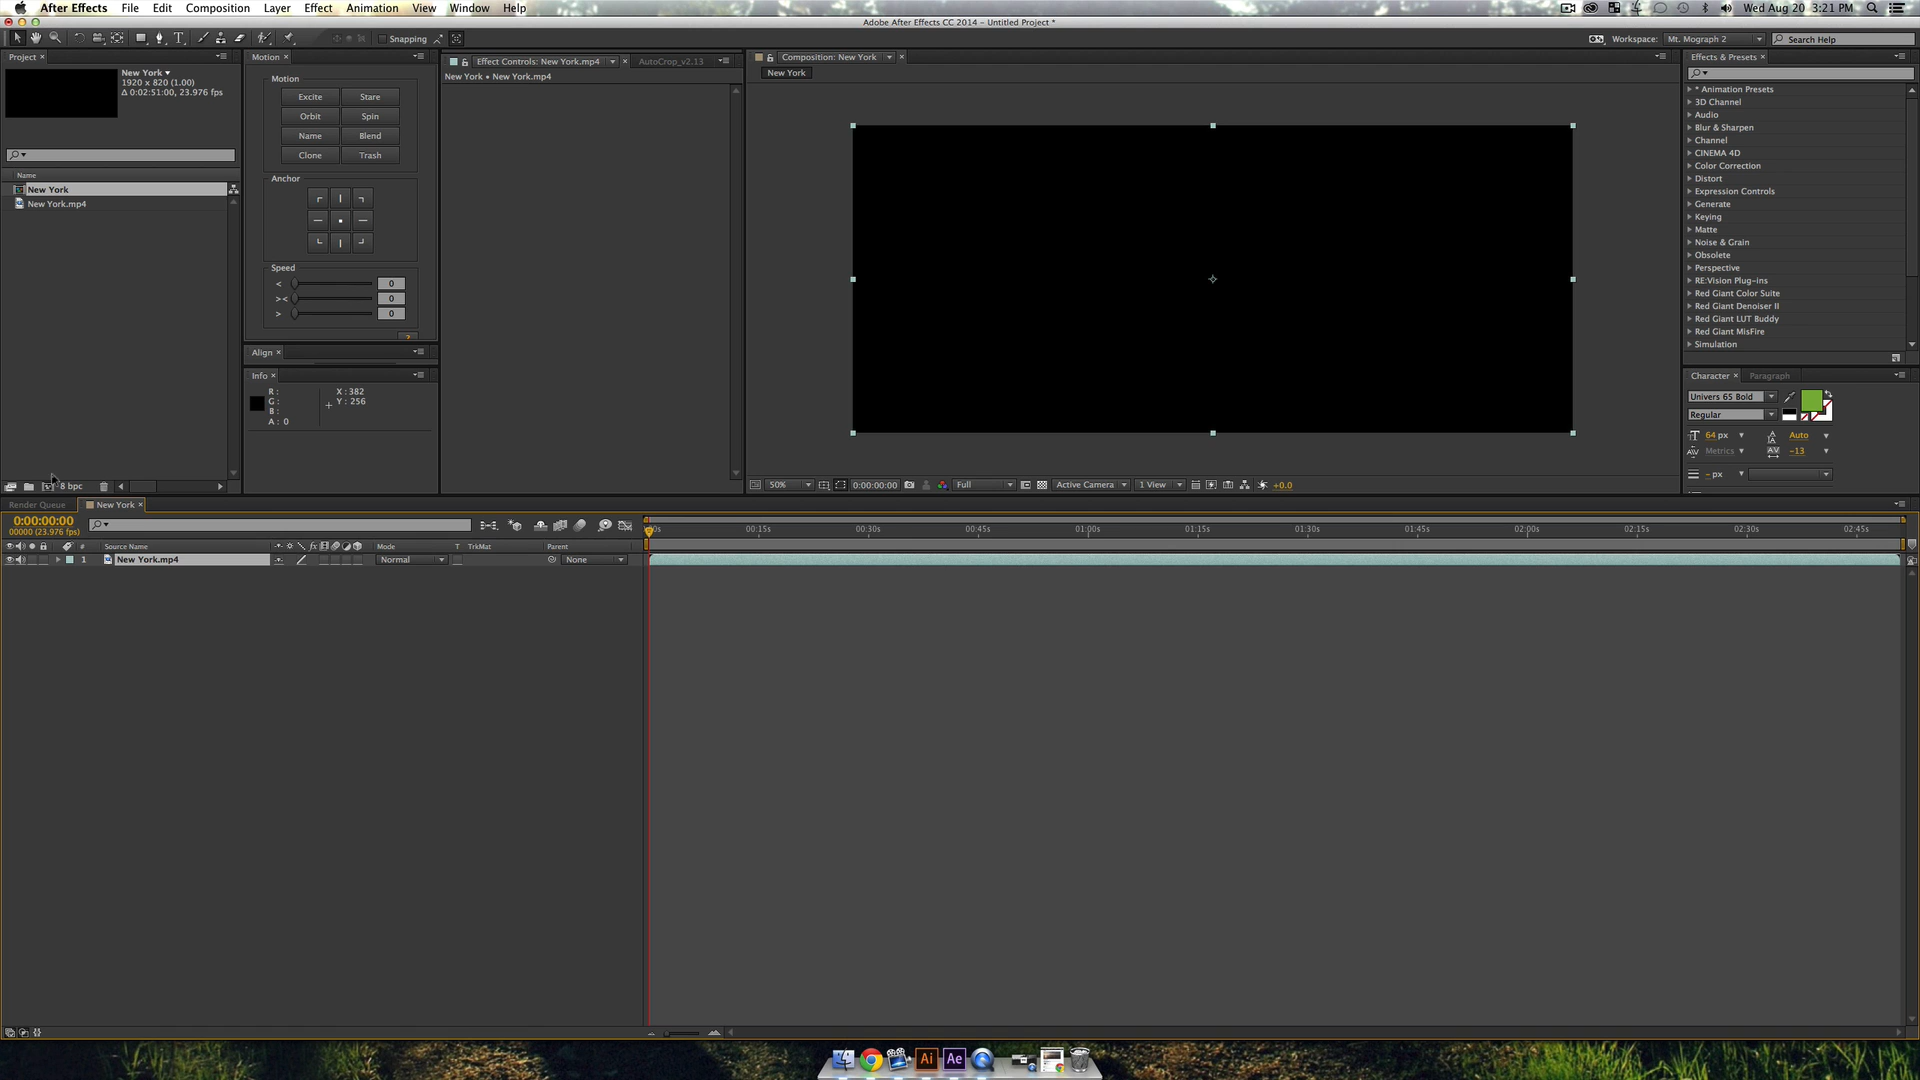 After Effects File Edit Composition Layer Effect Animation View Window Help Wed Aug 20 3:21 PM
Adobe After Effects CC 2014 - Untitled Project *
Snapping Workspace: Mt. Mograph 2 Search Help
Project × Motion × Effect Controls: New York.mp4 × AutoCrop_v2.13 Composition: New York × Effects & Presets ×
New York • New York.mp4
New York
New York
1920 x 820 (1.00)
Δ 0:02:51:00, 23.976 fps
Name
New York
New York.mp4
8 bpc
Motion
Excite Stare
Orbit Spin
Name Blend
Clone Trash
Anchor
Speed
< 0
>< 0
> 0
?
Align ×
Info ×
R :
G :
B :
A : 0
X : 382
Y : 256
50% 0:00:00:00 Full Active Camera 1 View +0.0
* Animation Presets
3D Channel
Audio
Blur & Sharpen
Channel
CINEMA 4D
Color Correction
Distort
Expression Controls
Generate
Keying
Matte
Noise & Grain
Obsolete
Perspective
RE:Vision Plug-ins
Red Giant Color Suite
Red Giant Denoiser II
Red Giant LUT Buddy
Red Giant MisFire
Simulation
Character × Paragraph
Univers 65 Bold
Regular
64 px Auto
Metrics -13
- px
Render Queue New York ×
0:00:00:00
00000 (23.976 fps)
00:15s 00:30s 00:45s 01:00s 01:15s 01:30s 01:45s 02:00s 02:15s 02:30s 02:45s
# Source Name fx Mode T TrkMat Parent
1 New York.mp4 Normal None
Ai Ae